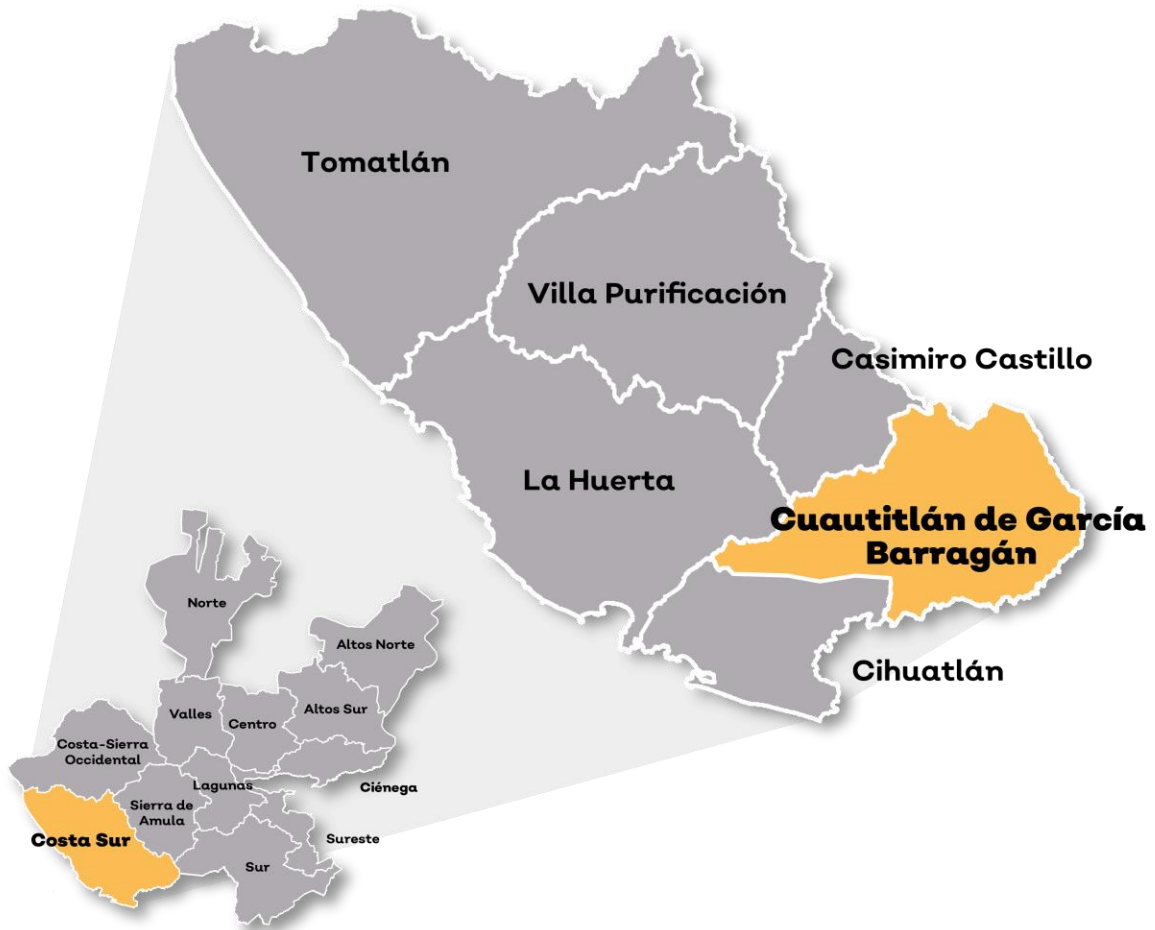 Tomatlán
Villa Purificación
Casimiro Castillo
La Huerta
Cuautitlán de García
Barragán
Cihuatlán
Norte
Altos Norte
Valles
Centro
Altos Sur
Costa-Sierra
Occidental
Lagunas
Ciénega
Sierra de
Amula
Costa Sur
Sureste
Sur